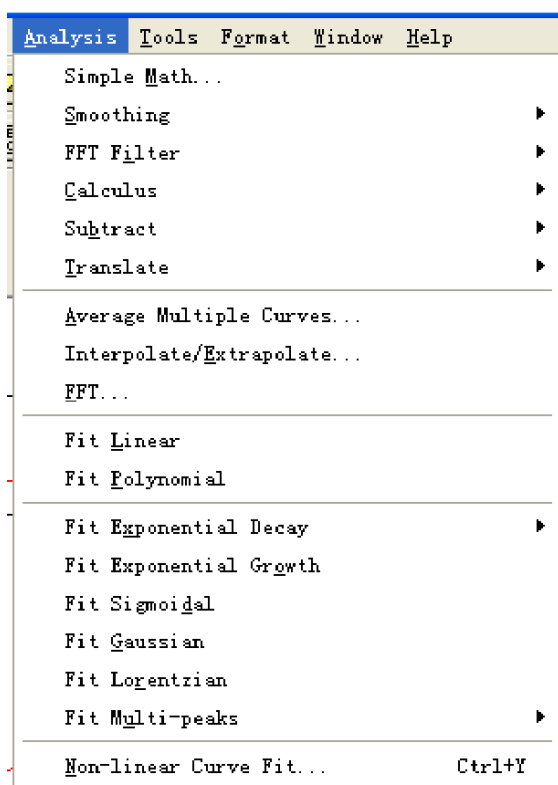 Analysis Tools Format Window Help
Simple Math...
Smoothing
FFT Filter
Calculus
Subtract
Translate
Average Multiple Curves...
Interpolate/Extrapolate...
FFT...
Fit Linear
Fit Polynomial
Fit Exponential Decay
Fit Exponential Growth
Fit Sigmoidal
Fit Gaussian
Fit Lorentzian
Fit Multi-peaks
Non-linear Curve Fit... Ctrl+Y